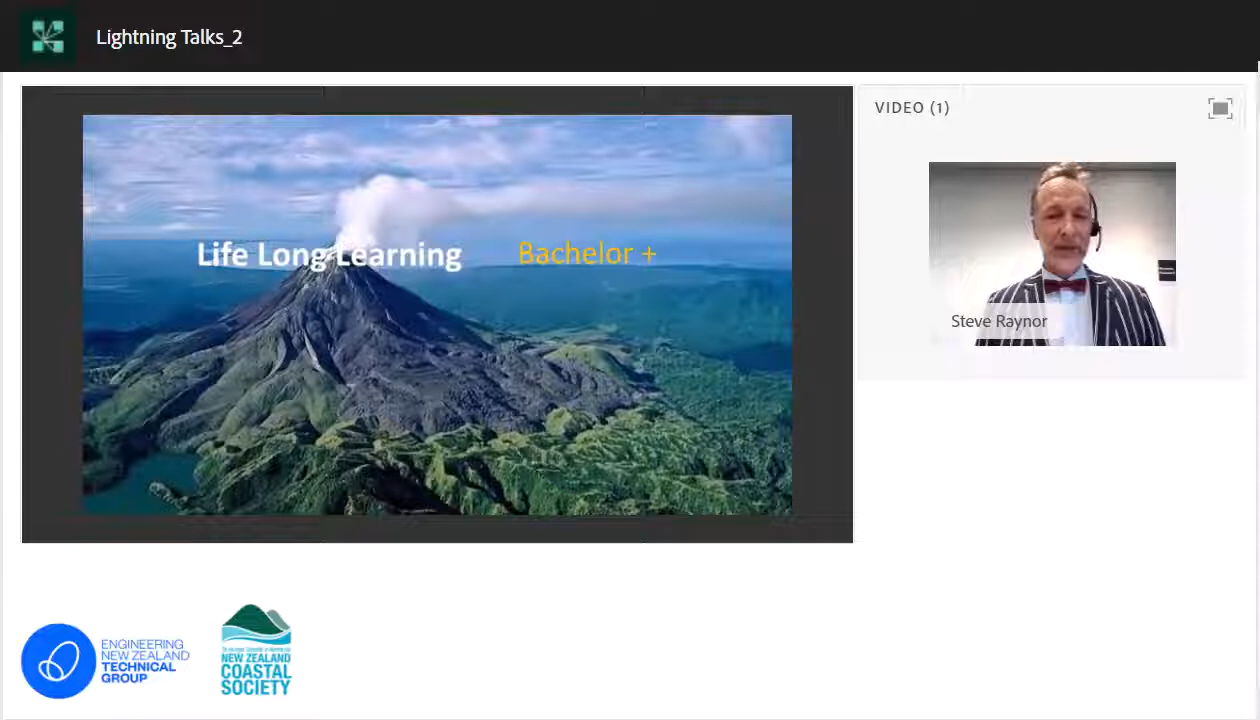 Lightning Talks_2
Life Long Learning
Bachelor +
VIDEO (1)
Steve Raynor
ENGINEERING
NEW ZEALAND
TECHNICAL
GROUP
NEW ZEALAND
COASTAL
SOCIETY